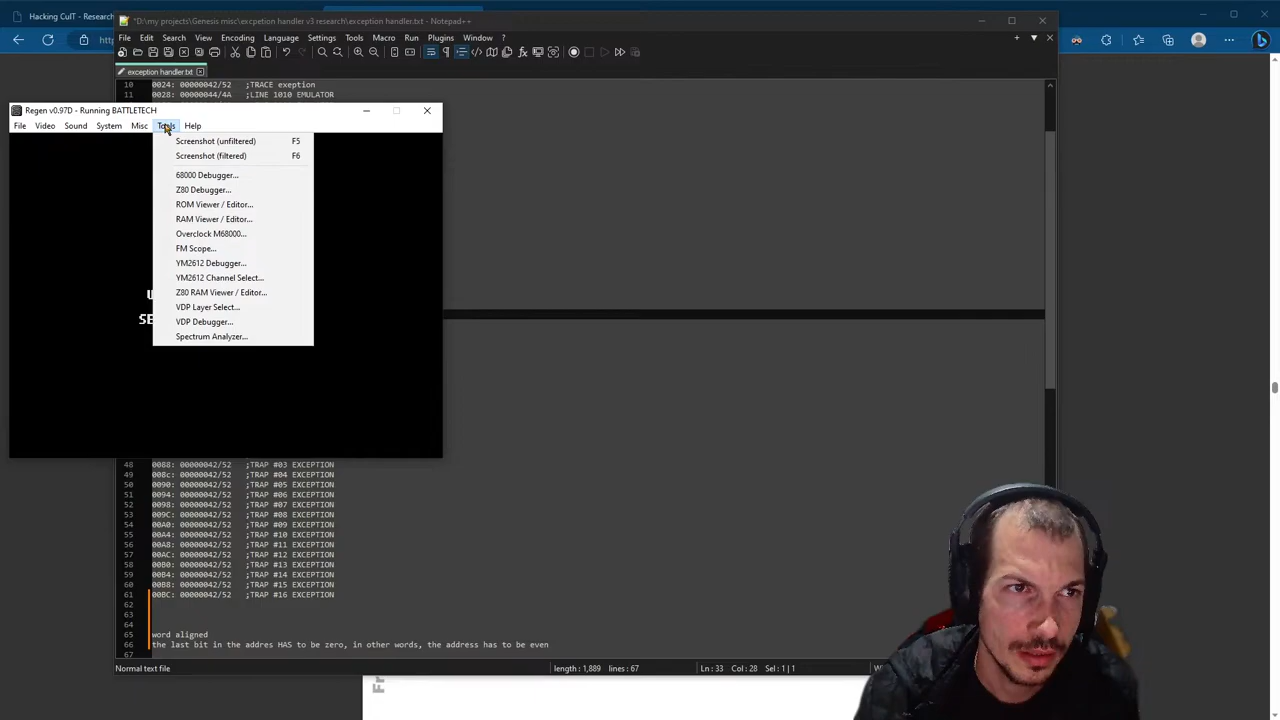 Hacking CulT - Research
*D:\my projects\Genesis misc\excpetion handler v3 research\exception handler.txt - Notepad++
File Edit Search View Encoding Language Settings Tools Macro Run Plugins Window ?
exception handler.txt
10 0024: 00000042/52 ;TRACE exeption
11 0028: 00000044/4A ;LINE 1010 EMULATOR
Regen v0.97D - Running BATTLETECH
File Video Sound System Misc Tools Help
Screenshot (unfiltered) F5
Screenshot (filtered) F6
68000 Debugger...
Z80 Debugger...
ROM Viewer / Editor...
RAM Viewer / Editor...
Overclock M68000...
FM Scope...
YM2612 Debugger...
YM2612 Channel Select...
Z80 RAM Viewer / Editor...
VDP Layer Select...
VDP Debugger...
Spectrum Analyzer...
SE
48 0088: 00000042/52 ;TRAP #03 EXCEPTION
49 008c: 00000042/52 ;TRAP #04 EXCEPTION
50 0090: 00000042/52 ;TRAP #05 EXCEPTION
51 0094: 00000042/52 ;TRAP #06 EXCEPTION
52 0098: 00000042/52 ;TRAP #07 EXCEPTION
53 009C: 00000042/52 ;TRAP #08 EXCEPTION
54 00A0: 00000042/52 ;TRAP #09 EXCEPTION
55 00A4: 00000042/52 ;TRAP #10 EXCEPTION
56 00A8: 00000042/52 ;TRAP #11 EXCEPTION
57 00AC: 00000042/52 ;TRAP #12 EXCEPTION
58 00B0: 00000042/52 ;TRAP #13 EXCEPTION
59 00B4: 00000042/52 ;TRAP #14 EXCEPTION
60 00B8: 00000042/52 ;TRAP #15 EXCEPTION
61 00BC: 00000042/52 ;TRAP #16 EXCEPTION
62
63
64
65 word aligned
66 the last bit in the addres HAS to be zero, in other words, the address has to be even
67
Normal text file length : 1,889 lines : 67 Ln : 33 Col : 28 Sel : 1 | 1